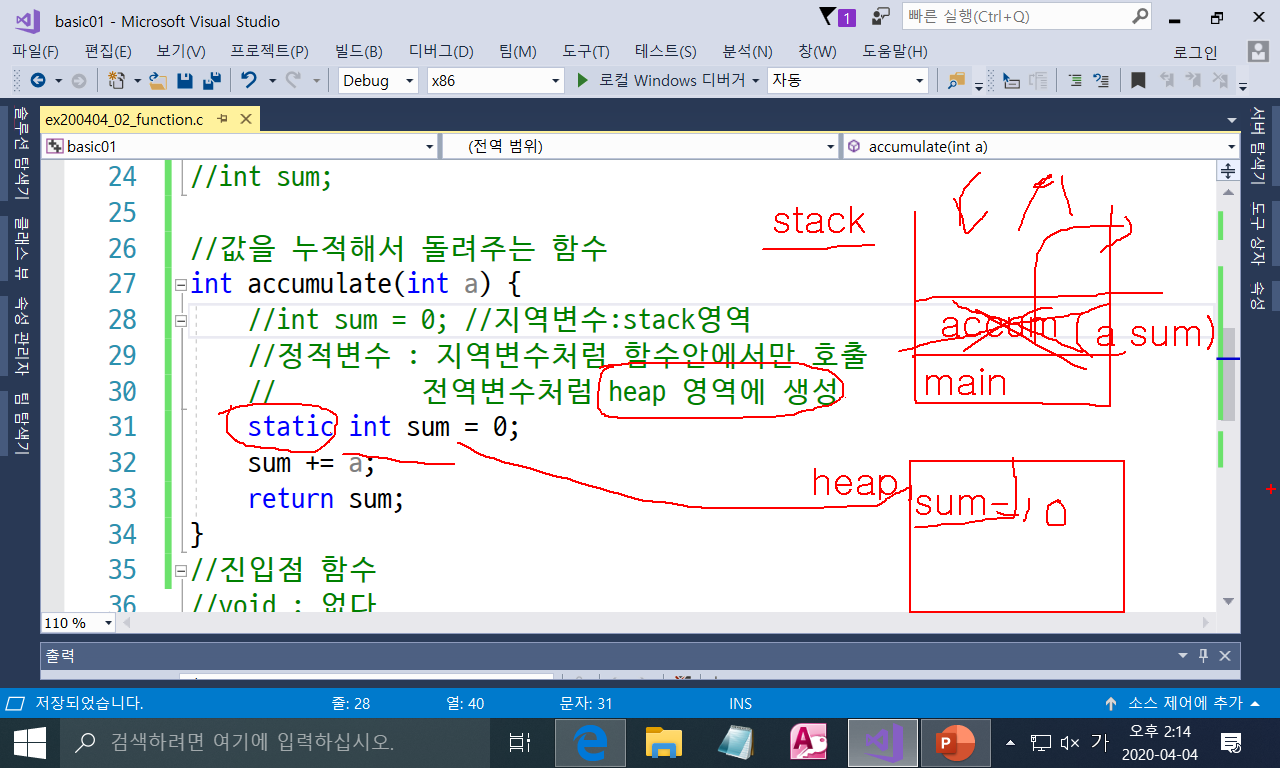 basic01 - Microsoft Visual Studio
1
빠른 실행(Ctrl+Q)
파일(F) 편집(E) 보기(V) 프로젝트(P) 빌드(B) 디버그(D) 팀(M) 도구(T) 테스트(S) 분석(N) 창(W) 도움말(H)
로그인
Debug x86 로컬 Windows 디버거 자동
ex200404_02_function.c
basic01 (전역 범위) accumulate(int a)
솔루션 탐색기
클래스 뷰
속성 관리자
팀 탐색기
서버 탐색기
도구 상자
속성
24 //int sum;
25
26 //값을 누적해서 돌려주는 함수
27 int accumulate(int a) {
28 //int sum = 0; //지역변수:stack영역
29 //정적변수 : 지역변수처럼 함수안에서만 호출
30 // 전역변수처럼 heap 영역에 생성
31 static int sum = 0;
32 sum += a;
33 return sum;
34 }
35 //진입점 함수
36 //void : 없다
stack
accum (a sum)
main
heap
sum- 0
110 %
출력
저장되었습니다. 줄: 28 열: 40 문자: 31 INS 소스 제어에 추가
검색하려면 여기에 입력하십시오.
가
오후 2:14
2020-04-04